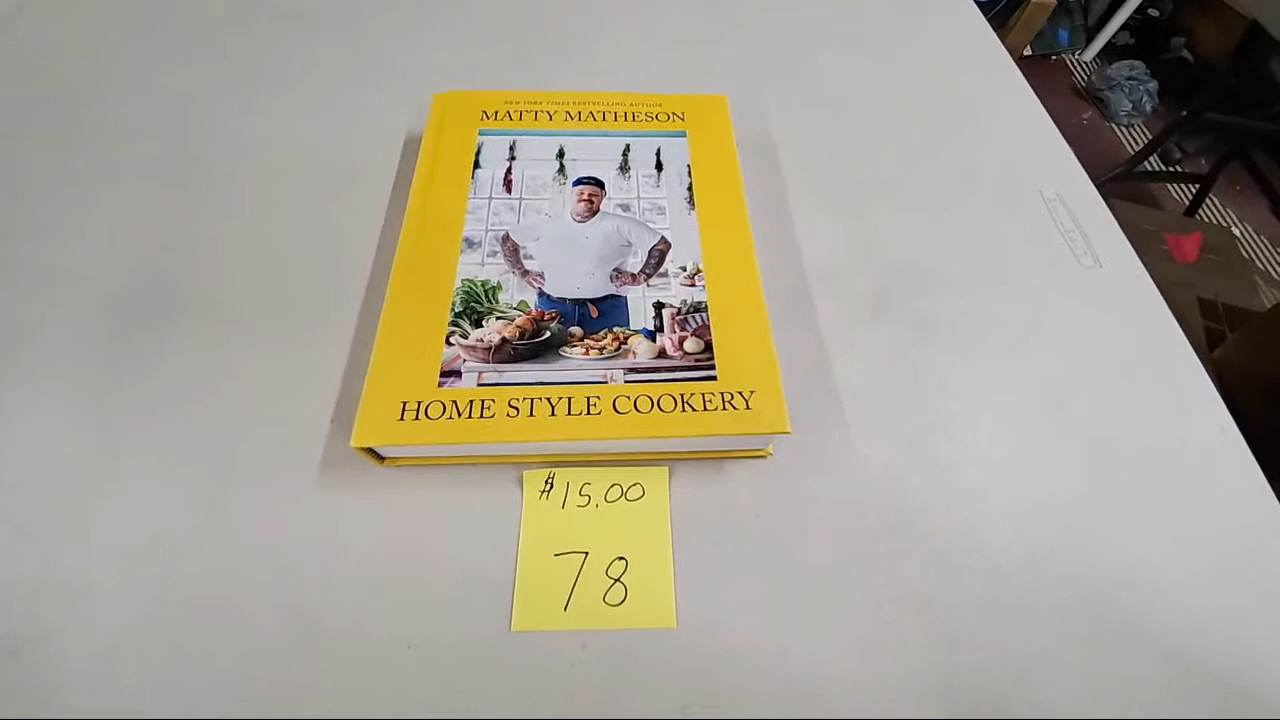 NEW YORK TIMES BESTSELLING AUTHOR
MATTY MATHESON
HOME STYLE COOKERY
$15.00
78